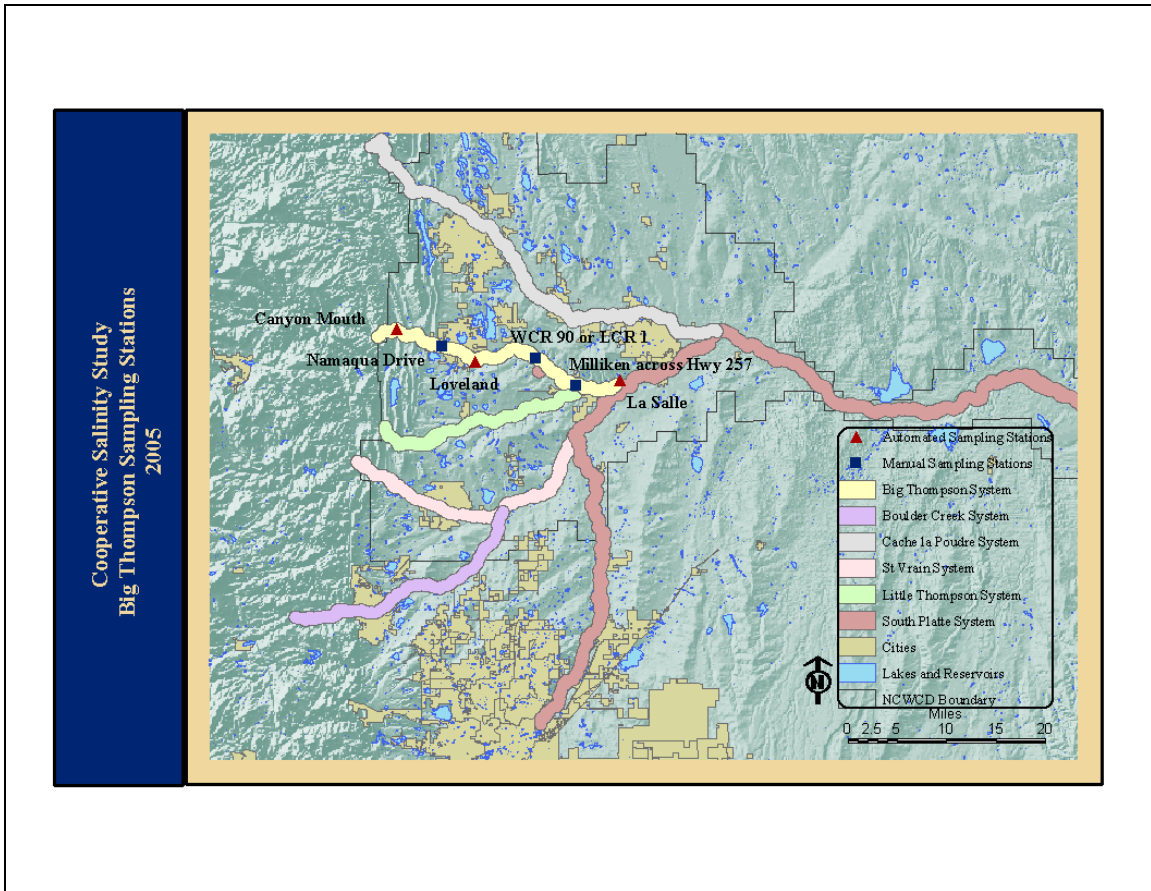 Cooperative Salinity Study
Big Thompson Sampling Stations
2005
Canyon Mouth
WCR 90 or LCR 1
Namaqua Drive
Milliken across Hwy 257
Loveland
La Salle
Automated Sampling Stations
Manual Sampling Stations
Big Thompson System
Boulder Creek System
Cache la Poudre System
St Vrain System
Little Thompson System
South Platte System
Cities
Lakes and Reservoirs
NCWCD Boundary
N
Miles
0 2.5 5 10 15 20